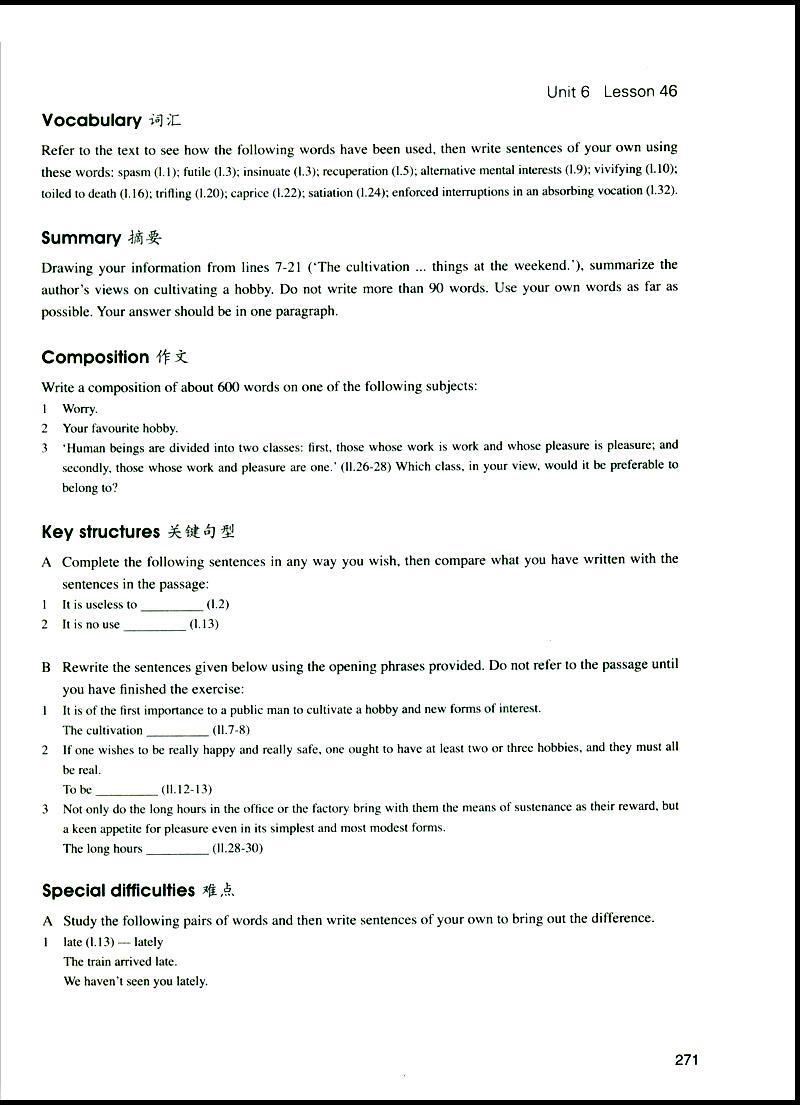 Unit 6 Lesson 46
Vocabulary 词汇
Refer to the text to see how the following words have been used, then write sentences of your own using
these words: spasm (l.1); futile (l.3); insinuate (l.3); recuperation (l.5); alternative mental interests (l.9); vivifying (l.10);
toiled to death (l.16); trifling (l.20); caprice (l.22); satiation (l.24); enforced interruptions in an absorbing vocation (l.32).
Summary 摘要
Drawing your information from lines 7-21 (‘The cultivation ... things at the weekend.’), summarize the
author’s views on cultivating a hobby. Do not write more than 90 words. Use your own words as far as
possible. Your answer should be in one paragraph.
Composition 作文
Write a composition of about 600 words on one of the following subjects:
1 Worry.
2 Your favourite hobby.
3 ‘Human beings are divided into two classes: first, those whose work is work and whose pleasure is pleasure; and
secondly, those whose work and pleasure are one.’ (ll.26-28) Which class, in your view, would it be preferable to
belong to?
Key structures 关键句型
A Complete the following sentences in any way you wish, then compare what you have written with the
sentences in the passage:
1 It is useless to __________ (l.2)
2 It is no use __________ (l.13)
B Rewrite the sentences given below using the opening phrases provided. Do not refer to the passage until
you have finished the exercise:
1 It is of the first importance to a public man to cultivate a hobby and new forms of interest.
The cultivation __________ (ll.7-8)
2 If one wishes to be really happy and really safe, one ought to have at least two or three hobbies, and they must all
be real.
To be __________ (ll.12-13)
3 Not only do the long hours in the office or the factory bring with them the means of sustenance as their reward, but
a keen appetite for pleasure even in its simplest and most modest forms.
The long hours __________ (ll.28-30)
Special difficulties 难点
A Study the following pairs of words and then write sentences of your own to bring out the difference.
1 late (l.13) — lately
The train arrived late.
We haven’t seen you lately.
271